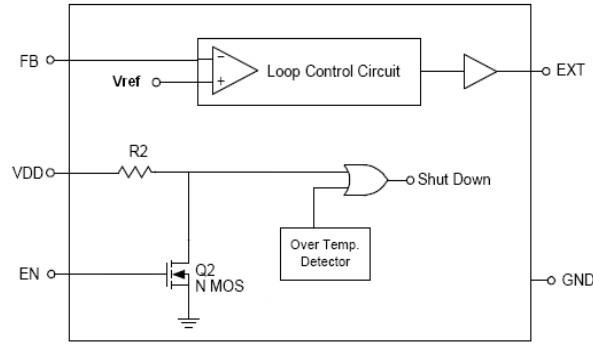 FB
Vref
−
+
Loop Control Circuit
EXT
R2
VDD
Shut Down
Over Temp.
Detector
EN
Q2
N MOS
GND